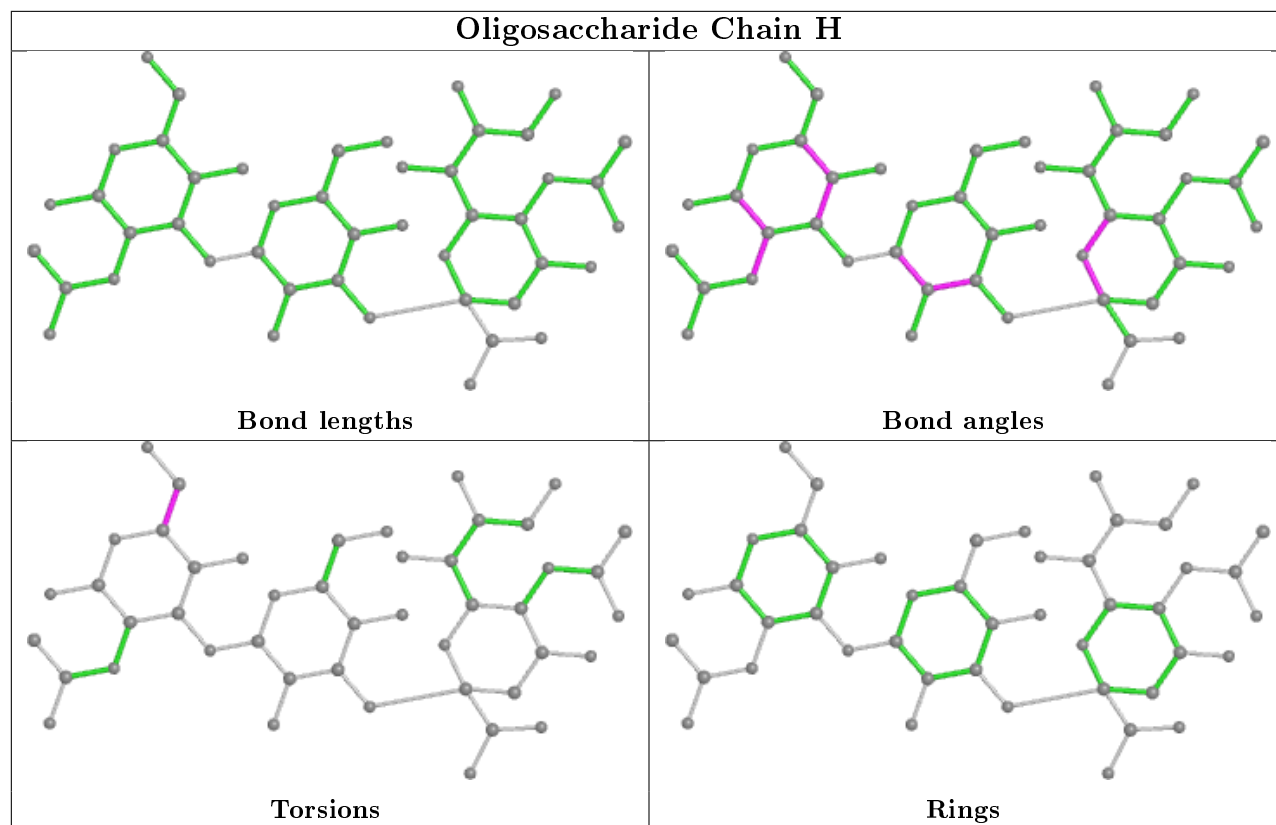 Oligosaccharide Chain H
Bond lengths
Bond angles
Torsions
Rings